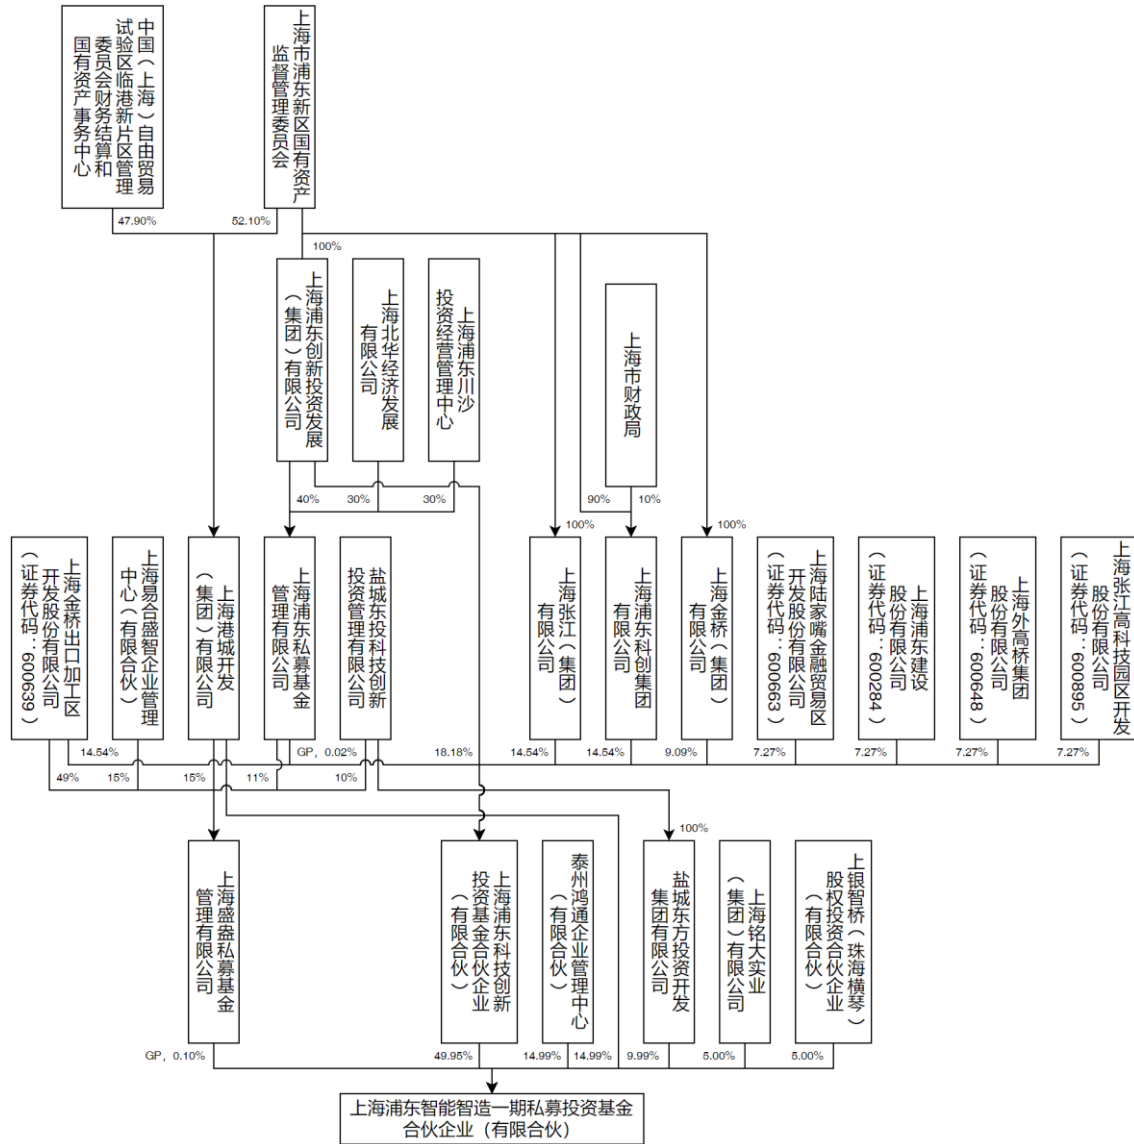 中国（上海）自由贸易
试验区临港新片区管理
委员会财务结算和
国有资产事务中心
上海市浦东新区国有资产
监督管理委员会
47.90%
52.10%
100%
上海浦东创新投资发展
（集团）有限公司
上海北华经济发展
有限公司
上海浦东川沙
投资经营管理中心
上海市财政局
40%
30%
30%
90%
10%
100%
100%
上海金桥出口加工区
开发股份有限公司
（证券代码：600639）
上海易合盛智企业管理
中心（有限合伙）
上海港城开发
（集团）有限公司
上海浦东私募基金
管理有限公司
盐城东投科技创新
投资管理有限公司
上海张江（集团）
有限公司
上海浦东科创集团
有限公司
上海金桥（集团）
有限公司
上海陆家嘴金融贸易区
开发股份有限公司
（证券代码：600663）
上海浦东建设
股份有限公司
（证券代码：600284）
上海外高桥集团
股份有限公司
（证券代码：600648）
上海张江高科技园区开发
股份有限公司
（证券代码：600895）
14.54%
GP，0.02%
18.18%
14.54%
14.54%
9.09%
7.27%
7.27%
7.27%
7.27%
49%
15%
15%
11%
10%
100%
上海盛盎私募基金
管理有限公司
上海浦东科技创新
投资基金合伙企业
（有限合伙）
泰州鸿通企业管理中心
（有限合伙）
盐城东方投资开发
集团有限公司
上海铭大实业
（集团）有限公司
上银智桥（珠海横琴）
股权投资合伙企业
（有限合伙）
GP，0.10%
49.95%
14.99%
14.99%
9.99%
5.00%
5.00%
上海浦东智能智造一期私募投资基金
合伙企业（有限合伙）